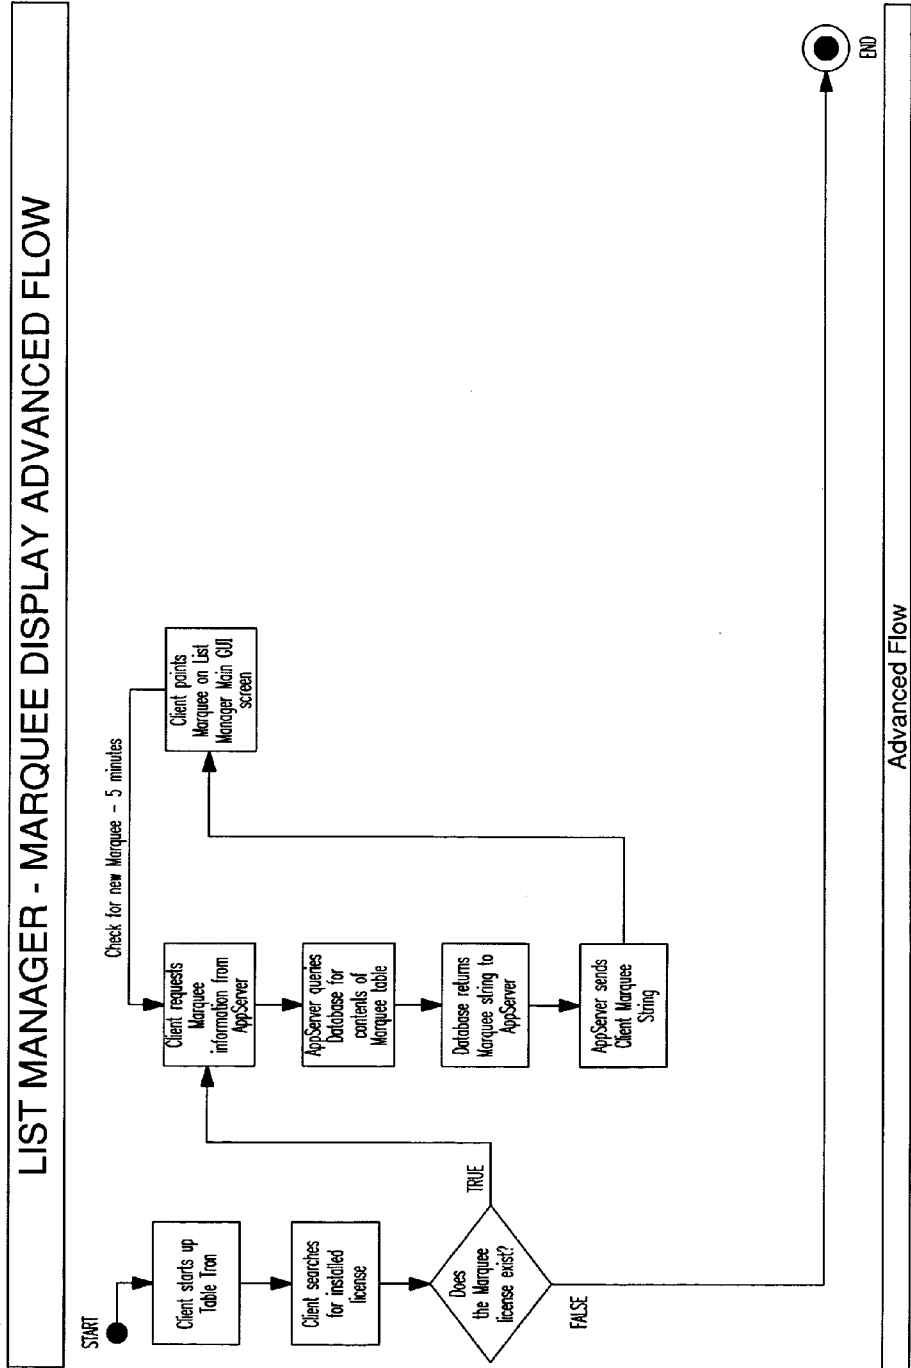 LIST MANAGER - MARQUEE DISPLAY ADVANCED FLOW
START
Client starts up
Table Tron
Client searches
for installed
license
Does
the Marquee
license exist?
TRUE
FALSE
Check for new Marquee - 5 minutes
Client requests
Marquee
information from
AppServer
AppServer queries
Database for
contents of
Marquee table
Database returns
Marquee string to
AppServer
AppServer sends
Client Marquee
String
Client paints
Marquee on List
Manager Main GUI
screen
END
Advanced Flow